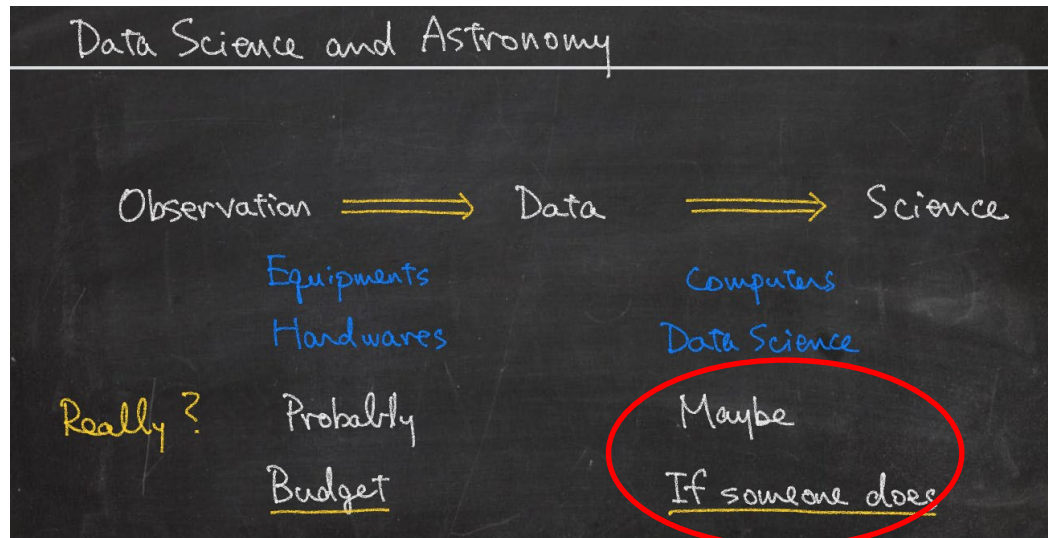 Data Science and Astronomy
Observation ⟹ Data ⟹ Science
Equipments Computers
Hardwares Data Science
Really? Probably Maybe
Budget If someone does